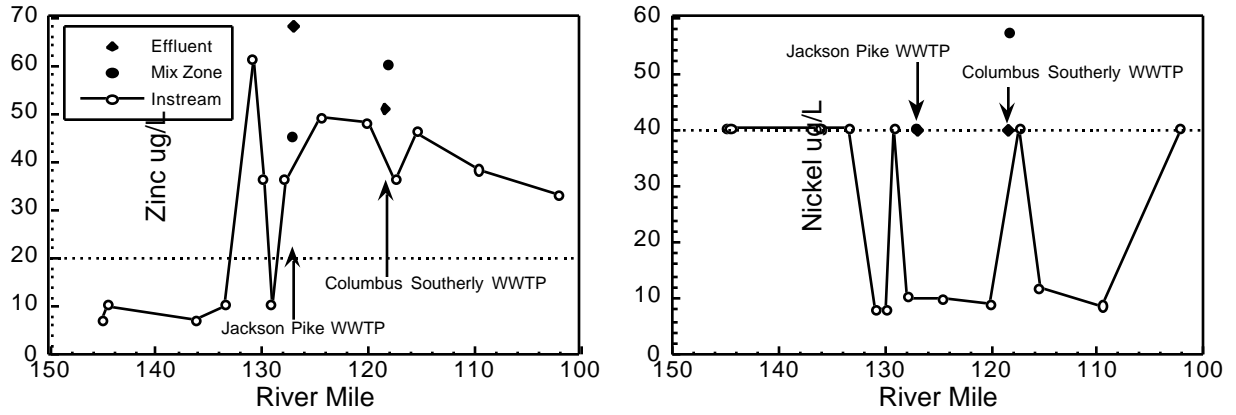 70
60
50
40
30
20
10
0
Zinc ug/L
Effluent
Mix Zone
Instream
Columbus Southerly WWTP
Jackson Pike WWTP
150 140 130 120 110 100
River Mile
60
50
40
30
20
10
0
Nickel ug/L
Jackson Pike WWTP
Columbus Southerly WWTP
150 140 130 120 110 100
River Mile